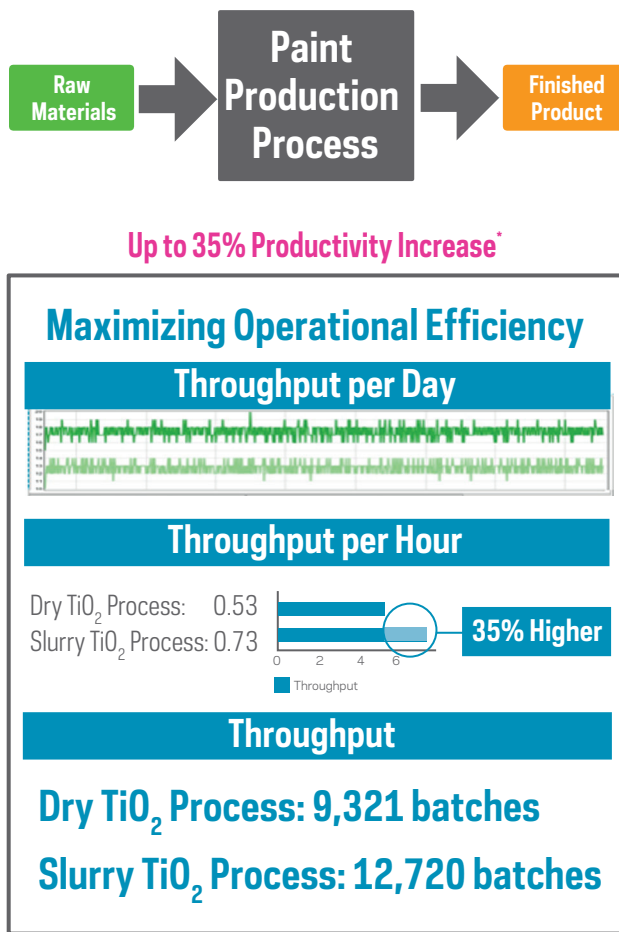 Raw
Materials
Paint
Production
Process
Finished
Product
Up to 35% Productivity Increase*
Maximizing Operational Efficiency
Throughput per Day
Throughput per Hour
Dry TiO₂ Process: 0.53
Slurry TiO₂ Process: 0.73
35% Higher
0 2 4 6
Throughput
Throughput
Dry TiO₂ Process: 9,321 batches
Slurry TiO₂ Process: 12,720 batches